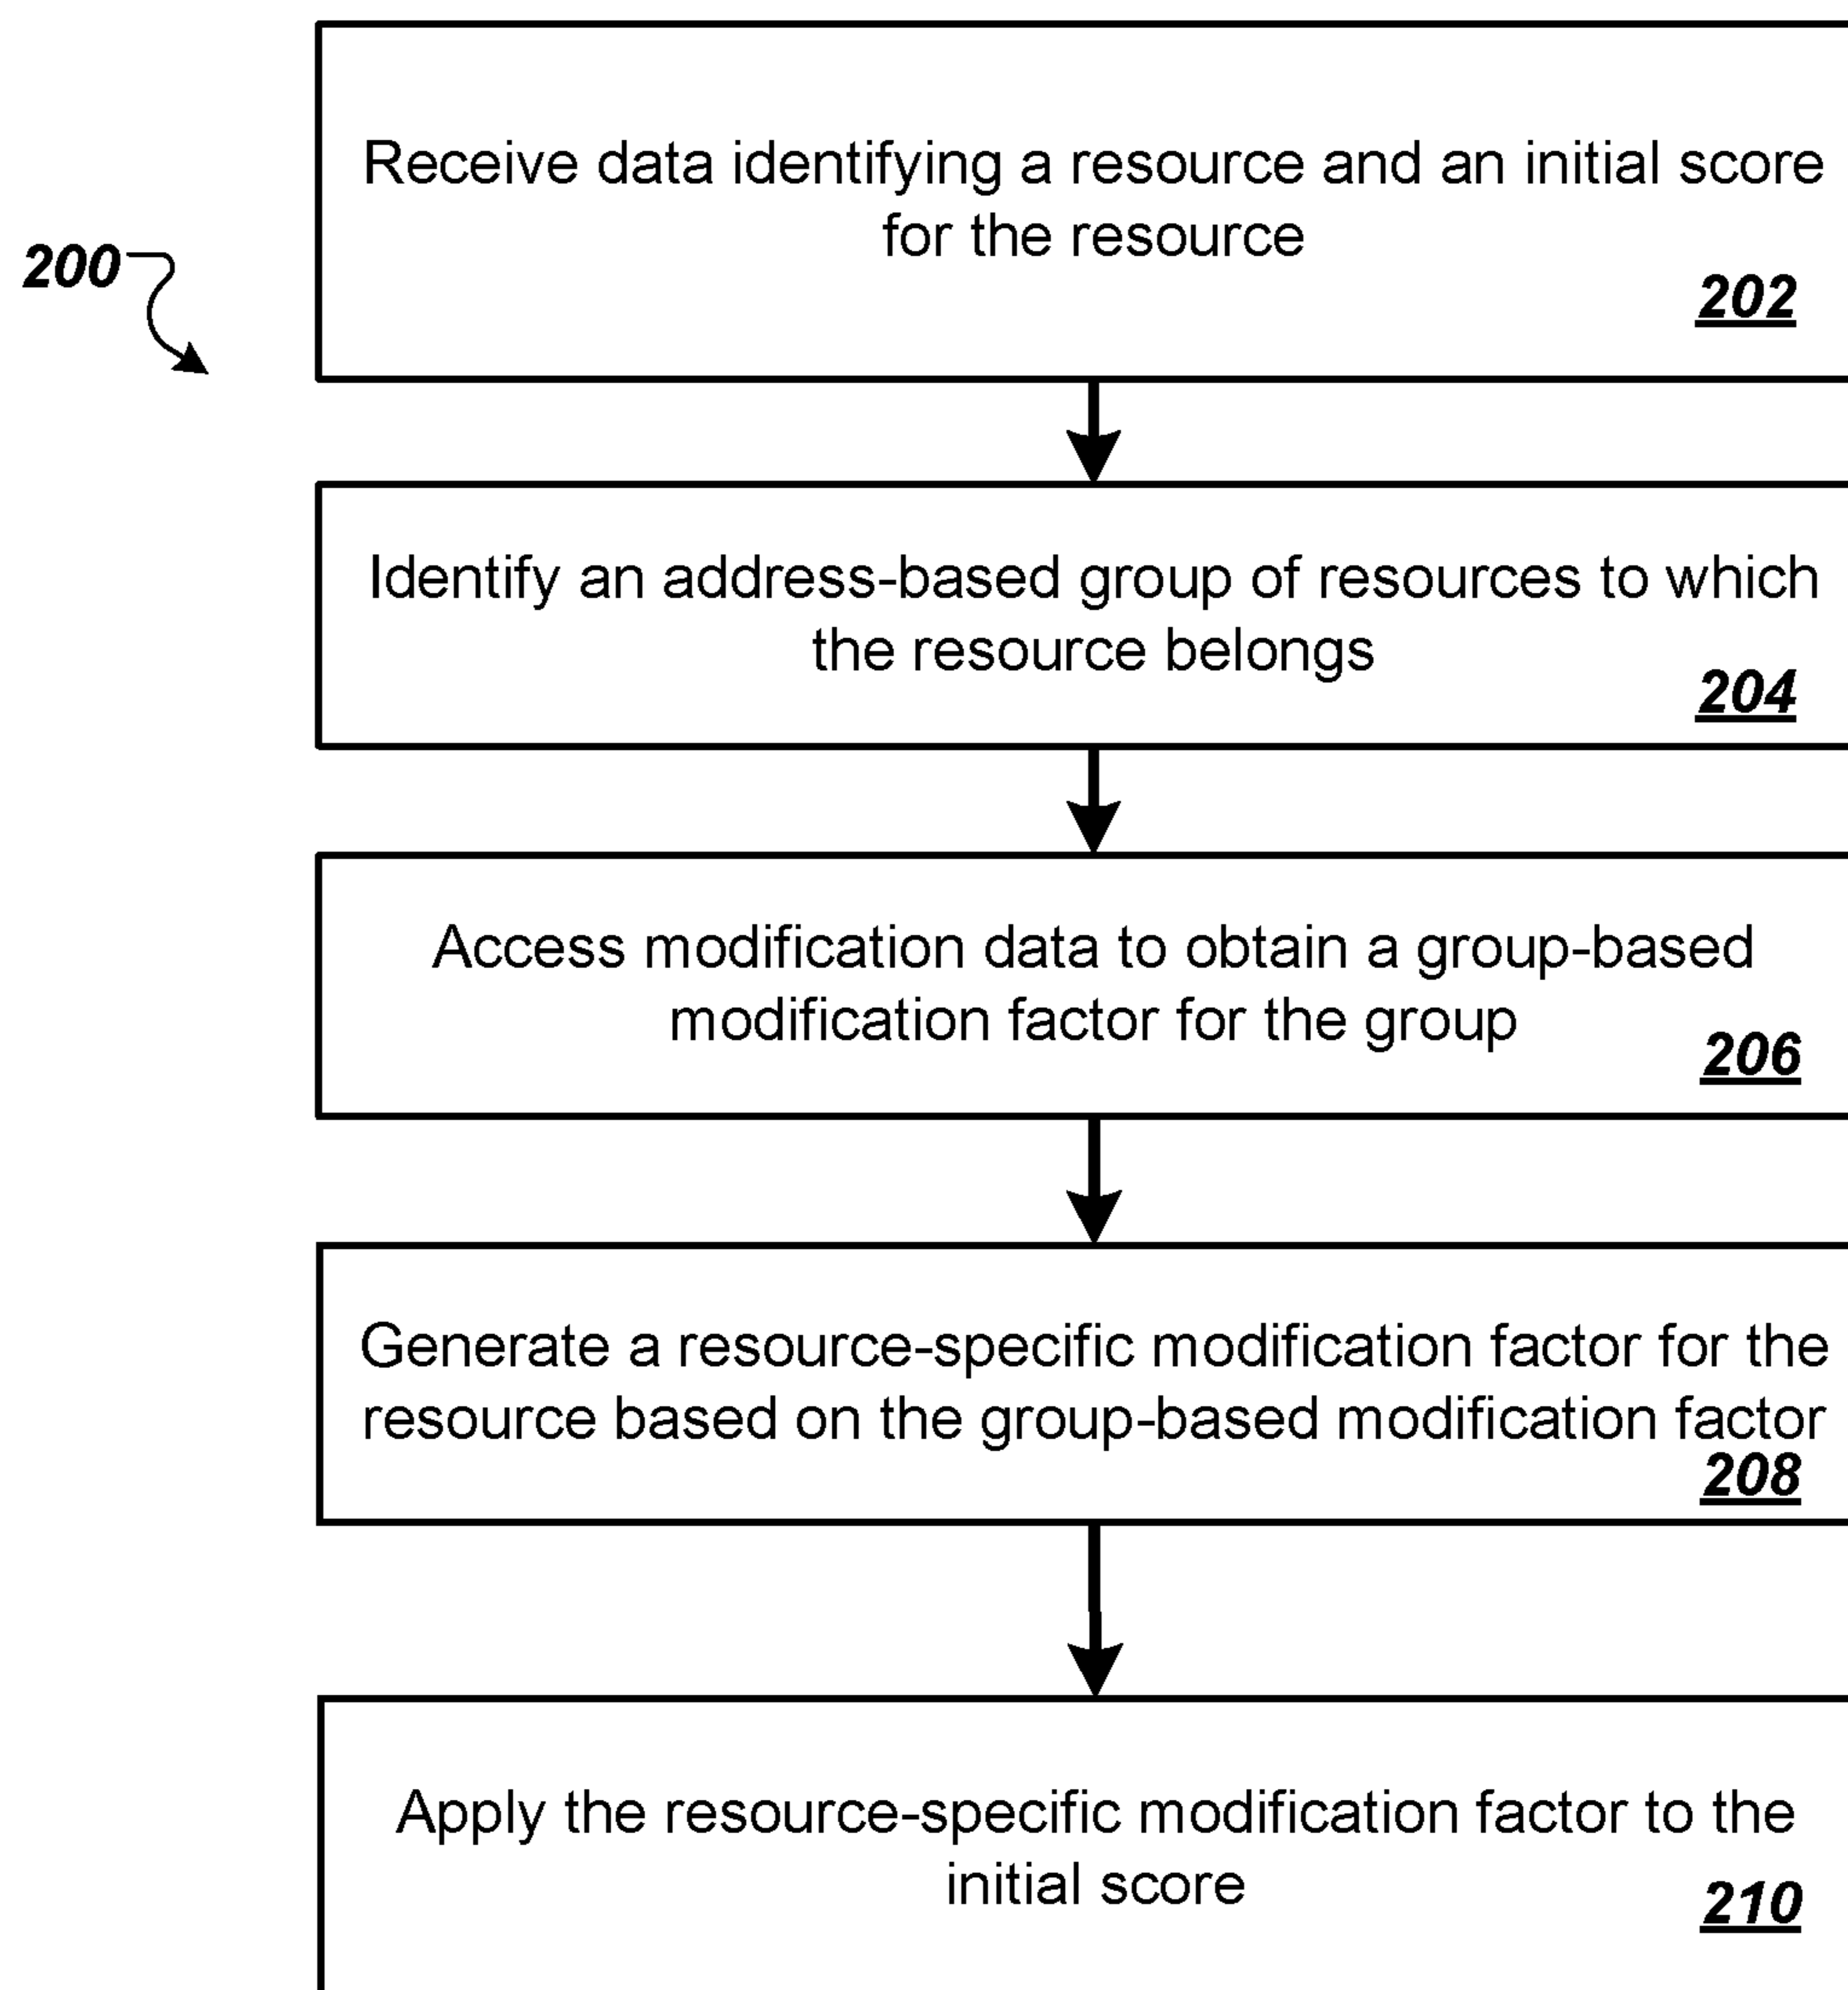 Receive data identifying a resource and an initial score
for the resource
202
200
Identify an address-based group of resources to which
the resource belongs
204
Access modification data to obtain a group-based
modification factor for the group
206
Generate a resource-specific modification factor for the
resource based on the group-based modification factor
208
Apply the resource-specific modification factor to the
initial score
210